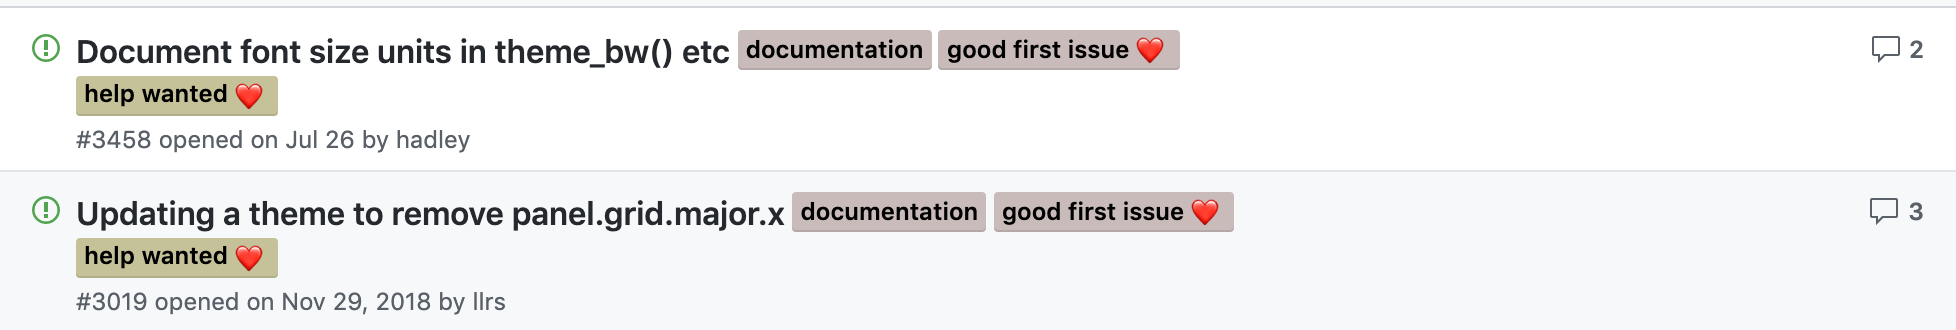 Document font size units in theme_bw() etc documentation good first issue ❤️ 2
help wanted ❤️
#3458 opened on Jul 26 by hadley
Updating a theme to remove panel.grid.major.x documentation good first issue ❤️ 3
help wanted ❤️
#3019 opened on Nov 29, 2018 by llrs